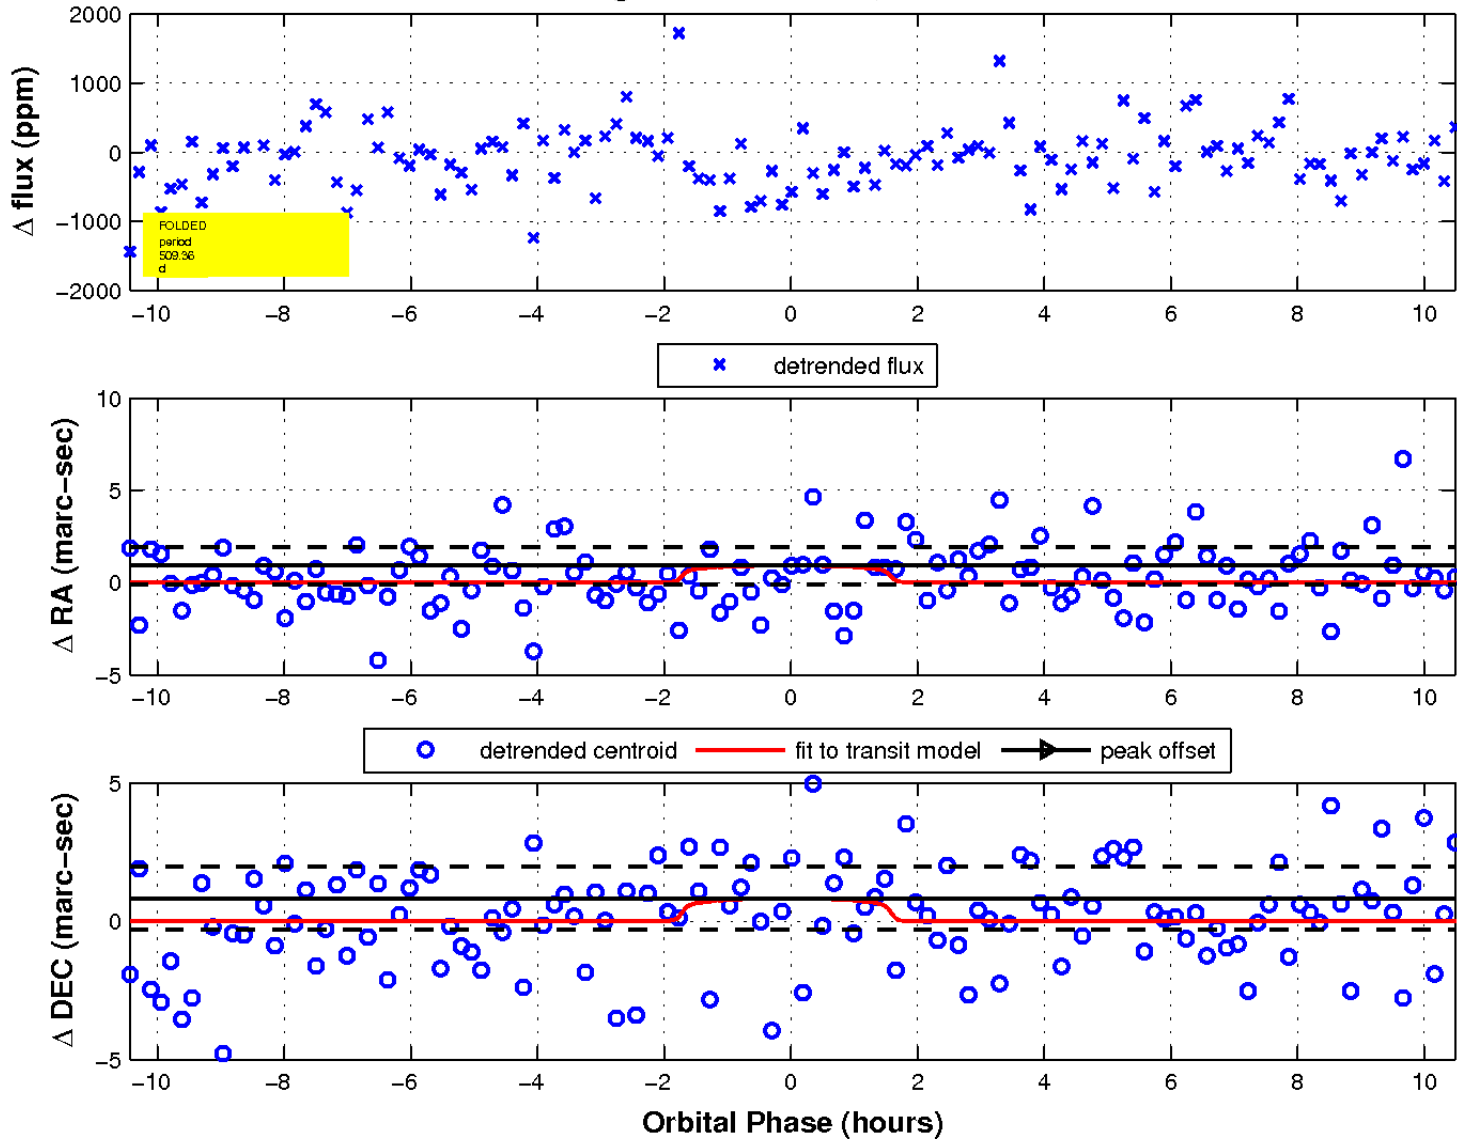 2000
1000
0
−1000
−2000
Δ flux (ppm)
FOLDED
period
509.36
d
−10 −8 −6 −4 −2 0 2 4 6 8 10
detrended flux
10
5
0
−5
Δ RA (marc−sec)
−10 −8 −6 −4 −2 0 2 4 6 8 10
detrended centroid fit to transit model peak offset
5
0
−5
Δ DEC (marc−sec)
−10 −8 −6 −4 −2 0 2 4 6 8 10
Orbital Phase (hours)